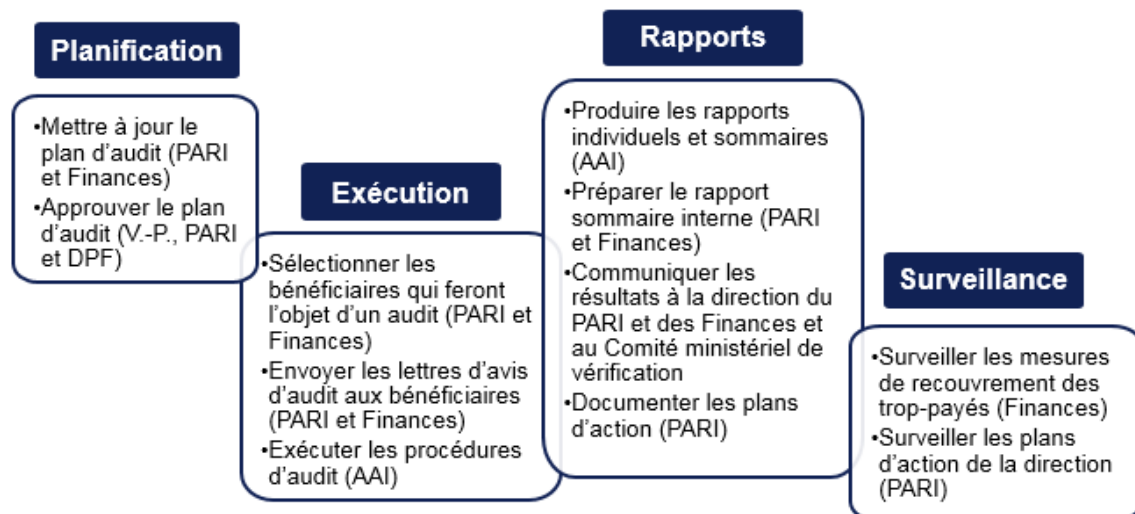 Planification
•Mettre à jour le
plan d'audit (PARI
et Finances)
•Approuver le plan
d'audit (V.-P., PARI
et DPF)
Exécution
•Sélectionner les
bénéficiaires qui feront
l'objet d'un audit (PARI et
Finances)
•Envoyer les lettres d'avis
d'audit aux bénéficiaires
(PARI et Finances)
•Exécuter les procédures
d'audit (AAI)
Rapports
•Produire les rapports
individuels et sommaires
(AAI)
•Préparer le rapport
sommaire interne (PARI
et Finances)
•Communiquer les
résultats à la direction du
PARI et des Finances et
au Comité ministériel de
vérification
•Documenter les plans
d'action (PARI)
Surveillance
•Surveiller les mesures
de recouvrement des
trop-payés (Finances)
•Surveiller les plans
d'action de la direction
(PARI)